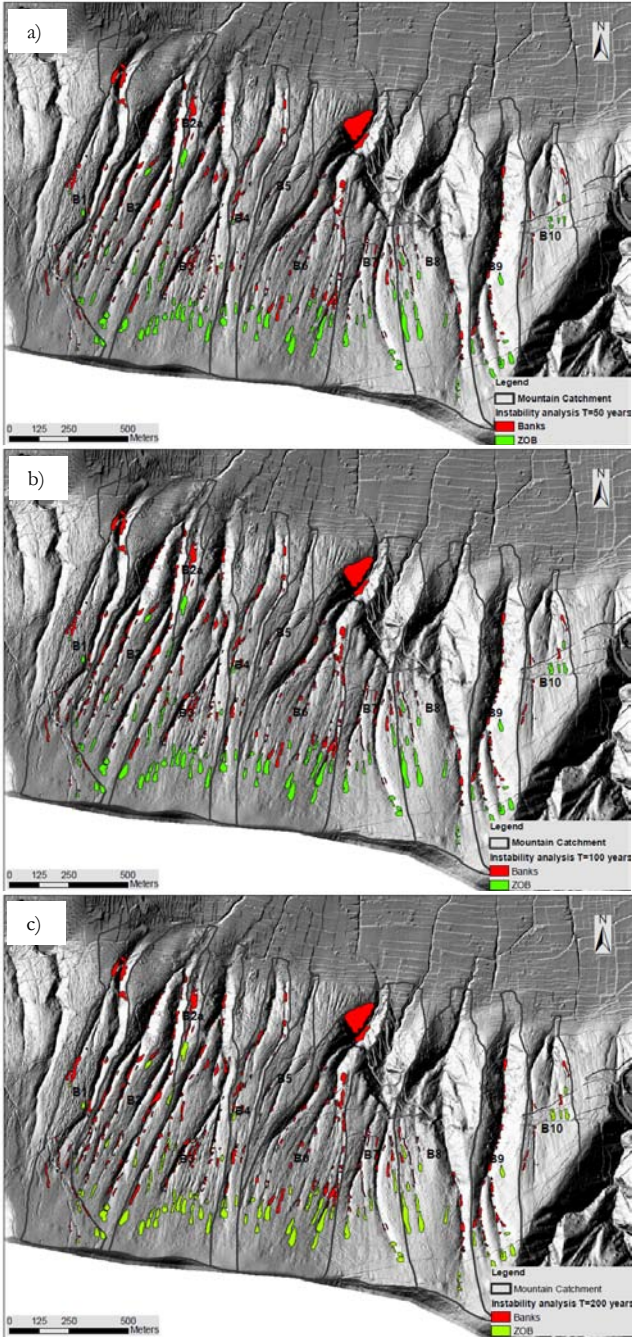 a)
N
B2a
B1
B5
B2
B4
B3
B6
B7
B8
B9
B10
Legend
Mountain Catchment
Instability analysis T=50 years
Banks
ZOB
0 125 250 500
Meters
b)
N
B2a
B1
B5
B2
B4
B3
B6
B7
B8
B9
B10
Legend
Mountain Catchment
Instability analysis T=100 years
Banks
ZOB
0 125 250 500
Meters
c)
N
B2a
B1
B5
B2
B4
B3
B6
B7
B8
B9
B10
Legend
Mountain Catchment
Instability analysis T=200 years
Banks
ZOB
0 125 250 500
Meters